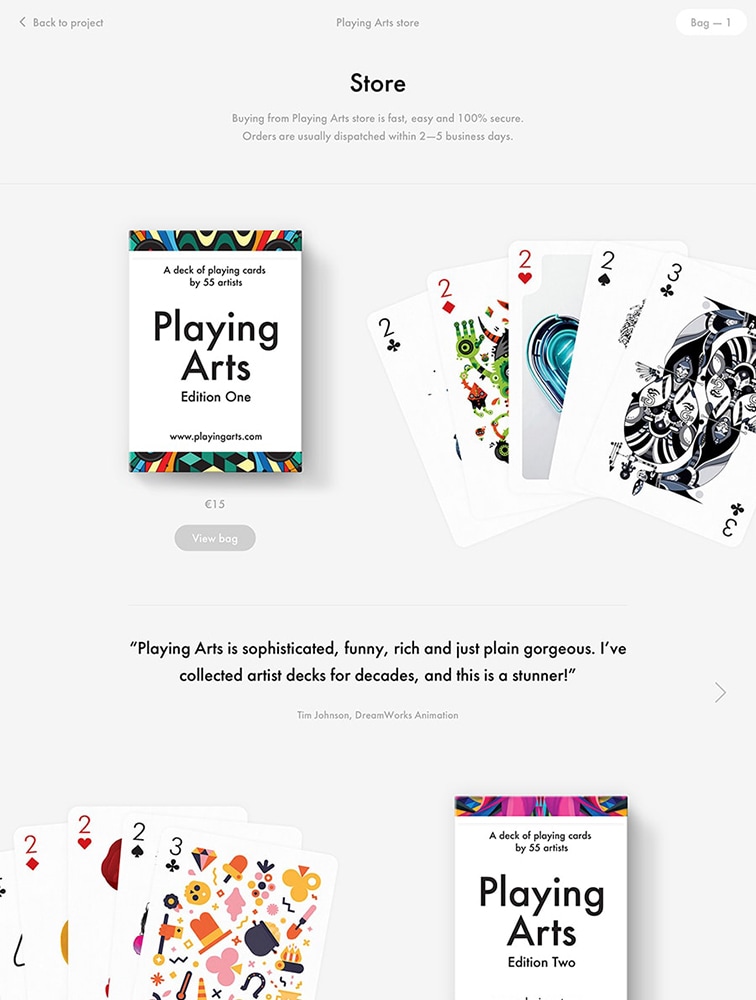 Back to project
Playing Arts store
Bag — 1
Store
Buying from Playing Arts store is fast, easy and 100% secure.
Orders are usually dispatched within 2—5 business days.
A deck of playing cards
by 55 artists
Playing
Arts
Edition One
www.playingarts.com
2
2
2
2
3
3
€15
View bag
“Playing Arts is sophisticated, funny, rich and just plain gorgeous. I’ve
collected artist decks for decades, and this is a stunner!”
Tim Johnson, DreamWorks Animation
2
2
2
3
A deck of playing cards
by 55 artists
Playing
Arts
Edition Two